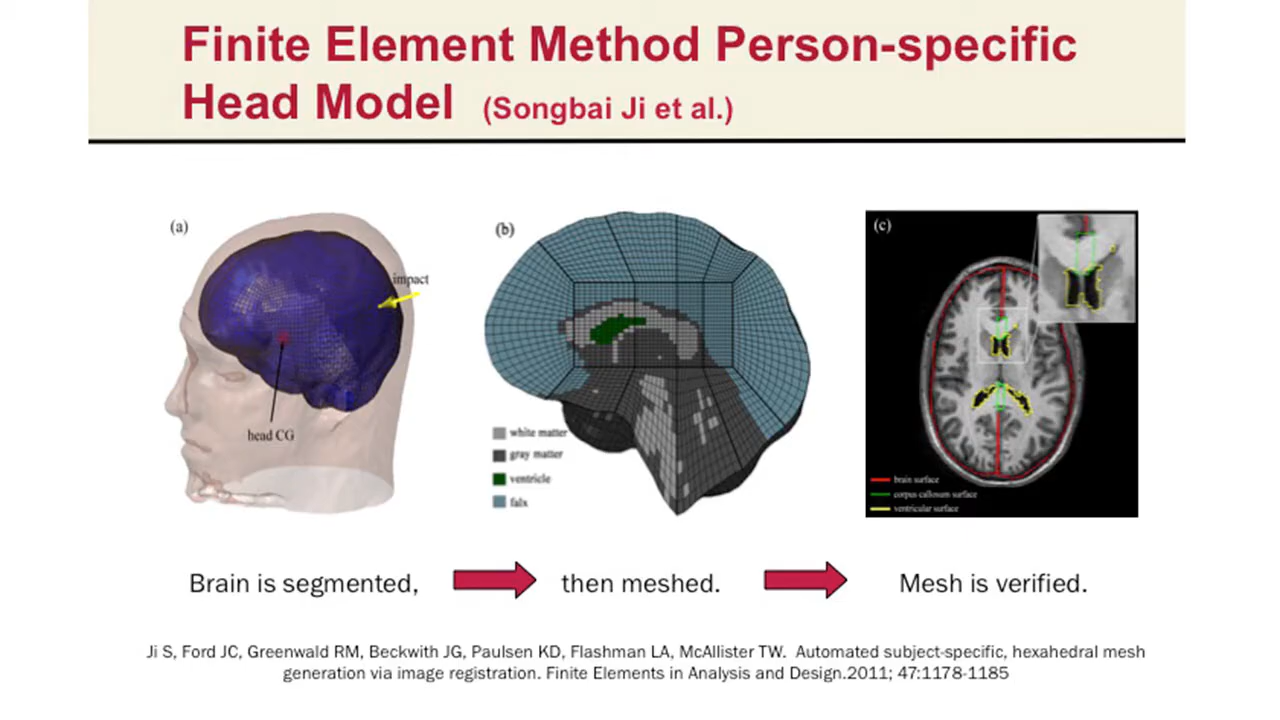 Finite Element Method Person-specific
Head Model (Songbai Ji et al.)
(a)
impact
head CG
(b)
white matter
gray matter
ventricle
falx
(c)
brain surface
corpus callosum surface
ventricular surface
Brain is segmented,
then meshed.
Mesh is verified.
Ji S, Ford JC, Greenwald RM, Beckwith JG, Paulsen KD, Flashman LA, McAllister TW. Automated subject-specific, hexahedral mesh
generation via image registration. Finite Elements in Analysis and Design.2011; 47:1178-1185